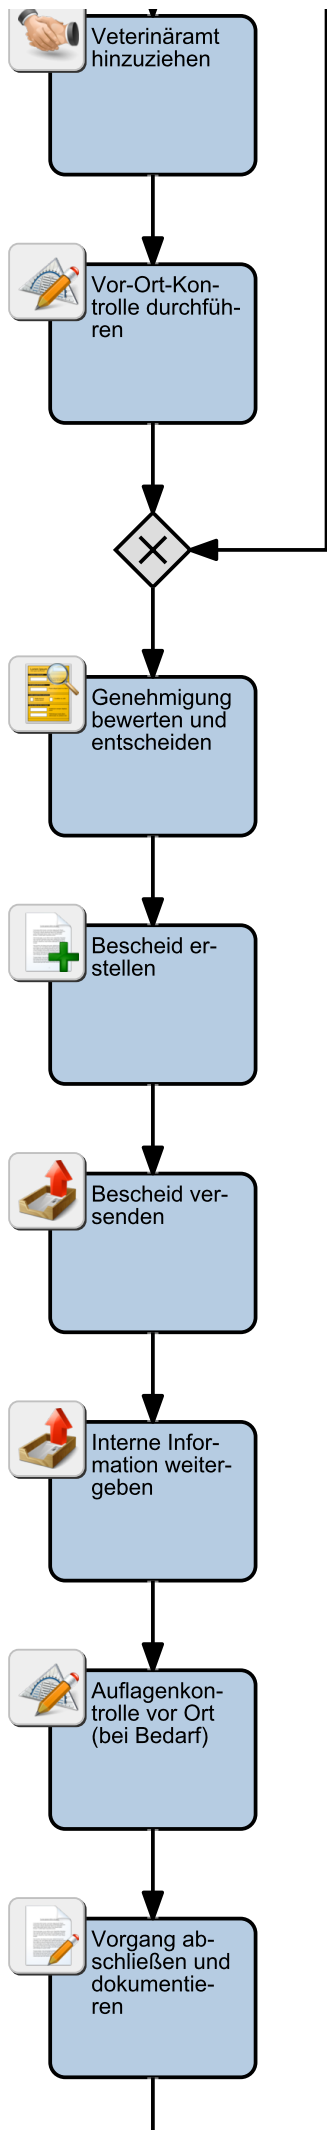 Veterinäramt
hinzuziehen
Vor-Ort-Kon-
trolle durchfüh-
ren
Genehmigung
bewerten und
entscheiden
Bescheid er-
stellen
Bescheid ver-
senden
Interne Infor-
mation weiter-
geben
Auflagenkon-
trolle vor Ort
(bei Bedarf)
Vorgang ab-
schließen und
dokumentie-
ren